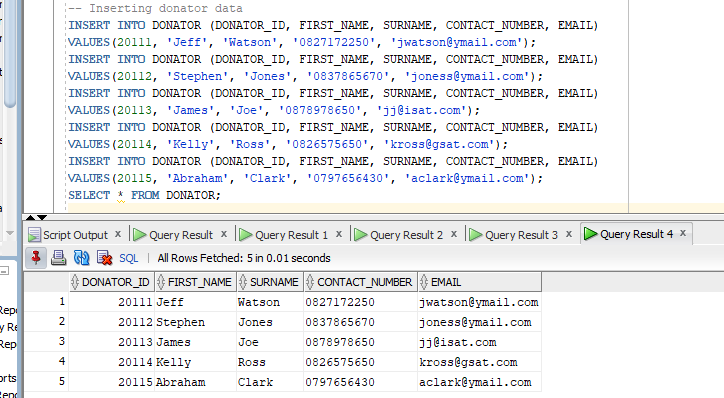 -- Inserting donator data
INSERT INTO DONATOR (DONATOR_ID, FIRST_NAME, SURNAME, CONTACT_NUMBER, EMAIL)
VALUES(20111, 'Jeff', 'Watson', '0827172250', 'jwatson@ymail.com');
INSERT INTO DONATOR (DONATOR_ID, FIRST_NAME, SURNAME, CONTACT_NUMBER, EMAIL)
VALUES(20112, 'Stephen', 'Jones', '0837865670', 'joness@ymail.com');
INSERT INTO DONATOR (DONATOR_ID, FIRST_NAME, SURNAME, CONTACT_NUMBER, EMAIL)
VALUES(20113, 'James', 'Joe', '0878978650', 'jj@isat.com');
INSERT INTO DONATOR (DONATOR_ID, FIRST_NAME, SURNAME, CONTACT_NUMBER, EMAIL)
VALUES(20114, 'Kelly', 'Ross', '0826575650', 'kross@gsat.com');
INSERT INTO DONATOR (DONATOR_ID, FIRST_NAME, SURNAME, CONTACT_NUMBER, EMAIL)
VALUES(20115, 'Abraham', 'Clark', '0797656430', 'aclark@ymail.com');
SELECT * FROM DONATOR;
Script Output x Query Result x Query Result 1 x Query Result 2 x Query Result 3 x Query Result 4 x
SQL | All Rows Fetched: 5 in 0.01 seconds
DONATOR_ID FIRST_NAME SURNAME CONTACT_NUMBER EMAIL
1 20111 Jeff Watson 0827172250 jwatson@ymail.com
2 20112 Stephen Jones 0837865670 joness@ymail.com
3 20113 James Joe 0878978650 jj@isat.com
4 20114 Kelly Ross 0826575650 kross@gsat.com
5 20115 Abraham Clark 0797656430 aclark@ymail.com